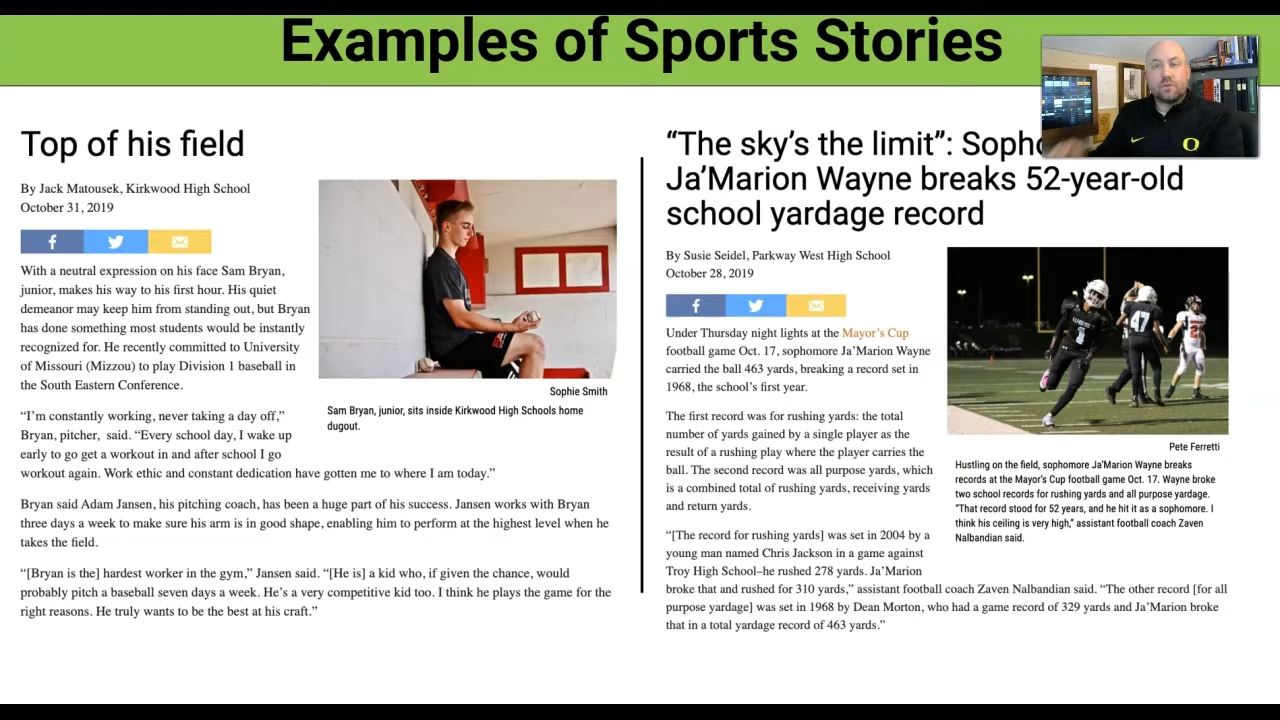 Examples of Sports Stories
Top of his field
By Jack Matousek, Kirkwood High School
October 31, 2019
With a neutral expression on his face Sam Bryan,
junior, makes his way to his first hour. His quiet
demeanor may keep him from standing out, but Bryan
has done something most students would be instantly
recognized for. He recently committed to University
of Missouri (Mizzou) to play Division 1 baseball in
the South Eastern Conference.
Sophie Smith
Sam Bryan, junior, sits inside Kirkwood High Schools home
dugout.
“I’m constantly working, never taking a day off,”
Bryan, pitcher, said. “Every school day, I wake up
early to go get a workout in and after school I go
workout again. Work ethic and constant dedication have gotten me to where I am today.”
Bryan said Adam Jansen, his pitching coach, has been a huge part of his success. Jansen works with Bryan
three days a week to make sure his arm is in good shape, enabling him to perform at the highest level when he
takes the field.
“[Bryan is the] hardest worker in the gym,” Jansen said. “[He is] a kid who, if given the chance, would
probably pitch a baseball seven days a week. He’s a very competitive kid too. I think he plays the game for the
right reasons. He truly wants to be the best at his craft.”
“The sky’s the limit”:
Ja’Marion Wayne breaks 52-year-old
school yardage record
By Susie Seidel, Parkway West High School
October 28, 2019
Under Thursday night lights at the Mayor’s Cup
football game Oct. 17, sophomore Ja’Marion Wayne
carried the ball 463 yards, breaking a record set in
1968, the school’s first year.
The first record was for rushing yards: the total
number of yards gained by a single player as the
result of a rushing play where the player carries the
ball. The second record was all purpose yards, which
is a combined total of rushing yards, receiving yards
and return yards.
Pete Ferretti
Hustling on the field, sophomore Ja’Marion Wayne breaks
records at the Mayor’s Cup football game Oct. 17. Wayne broke
two school records for rushing yards and all purpose yardage.
“That record stood for 52 years, and he hit it as a sophomore. I
think his ceiling is very high,” assistant football coach Zaven
Nalbandian said.
“[The record for rushing yards] was set in 2004 by a
young man named Chris Jackson in a game against
Troy High School–he rushed 278 yards. Ja’Marion
broke that and rushed for 310 yards,” assistant football coach Zaven Nalbandian said. “The other record [for all
purpose yardage] was set in 1968 by Dean Morton, who had a game record of 329 yards and Ja’Marion broke
that in a total yardage record of 463 yards.”